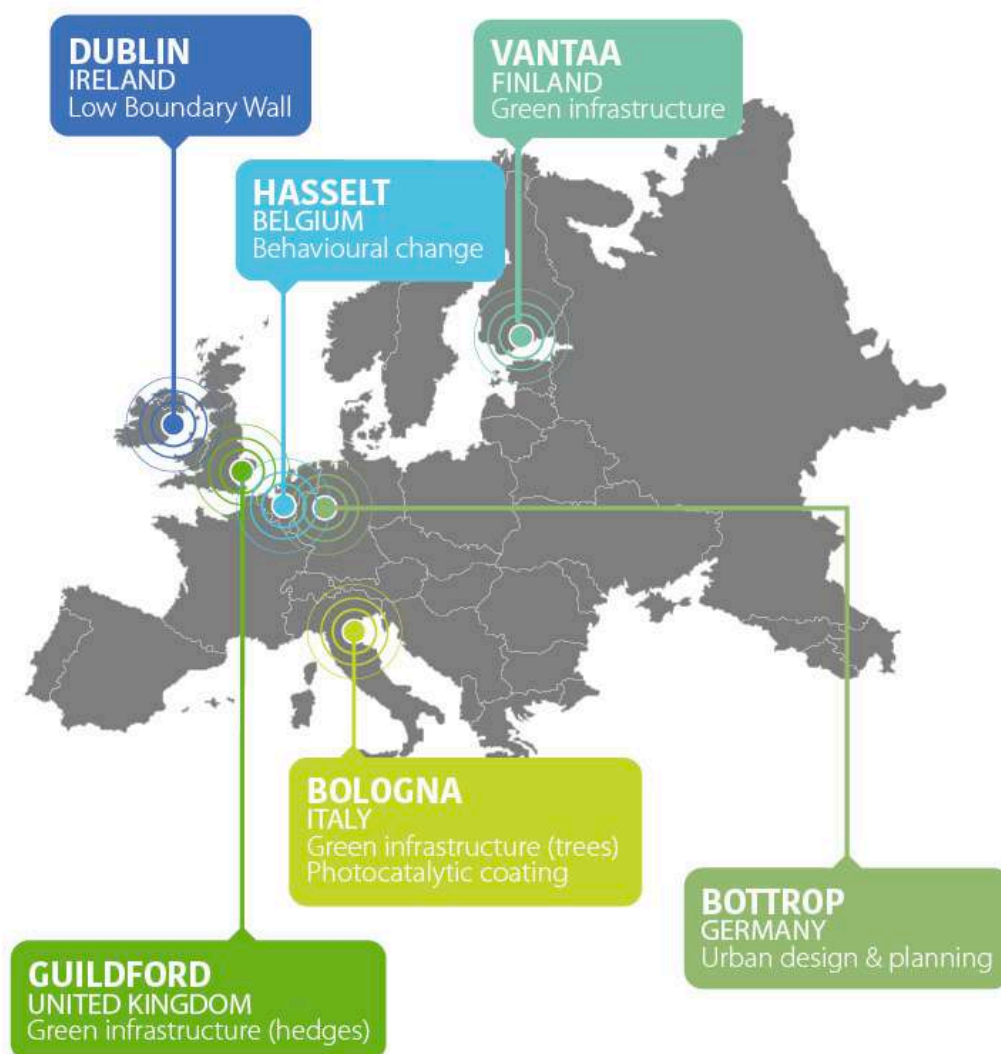 DUBLIN
IRELAND
Low Boundary Wall
VANTAA
FINLAND
Green infrastructure
HASSELT
BELGIUM
Behavioural change
BOLOGNA
ITALY
Green infrastructure (trees)
Photocatalytic coating
BOTTROP
GERMANY
Urban design & planning
GUILDFORD
UNITED KINGDOM
Green infrastructure (hedges)